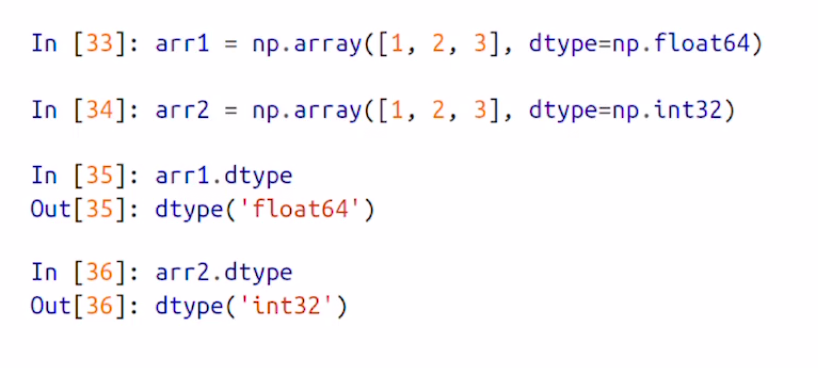 In [33]: arr1 = np.array([1, 2, 3], dtype=np.float64)
In [34]: arr2 = np.array([1, 2, 3], dtype=np.int32)
In [35]: arr1.dtype
Out[35]: dtype('float64')
In [36]: arr2.dtype
Out[36]: dtype('int32')